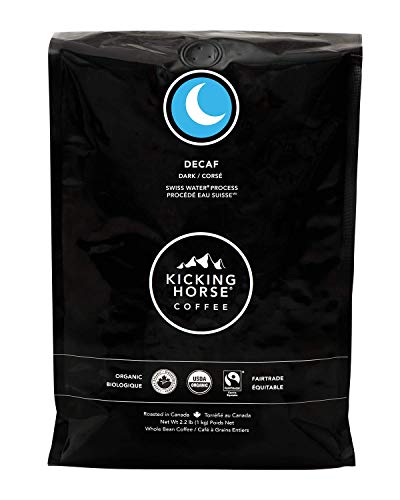 DECAF
DARK / CORSÉ
SWISS WATER® PROCESS
PROCÉDÉ EAU SUISSE
KICKING
HORSE®
COFFEE
ORGANIC
BIOLOGIQUE
USDA
ORGANIC
FAIRTRADE
ÉQUITABLE
Roasted in Canada Torréfié au Canada
Net Wt 2.2 lb (1 kg) Poids Net
Whole Bean Coffee / Café à Grains Entiers